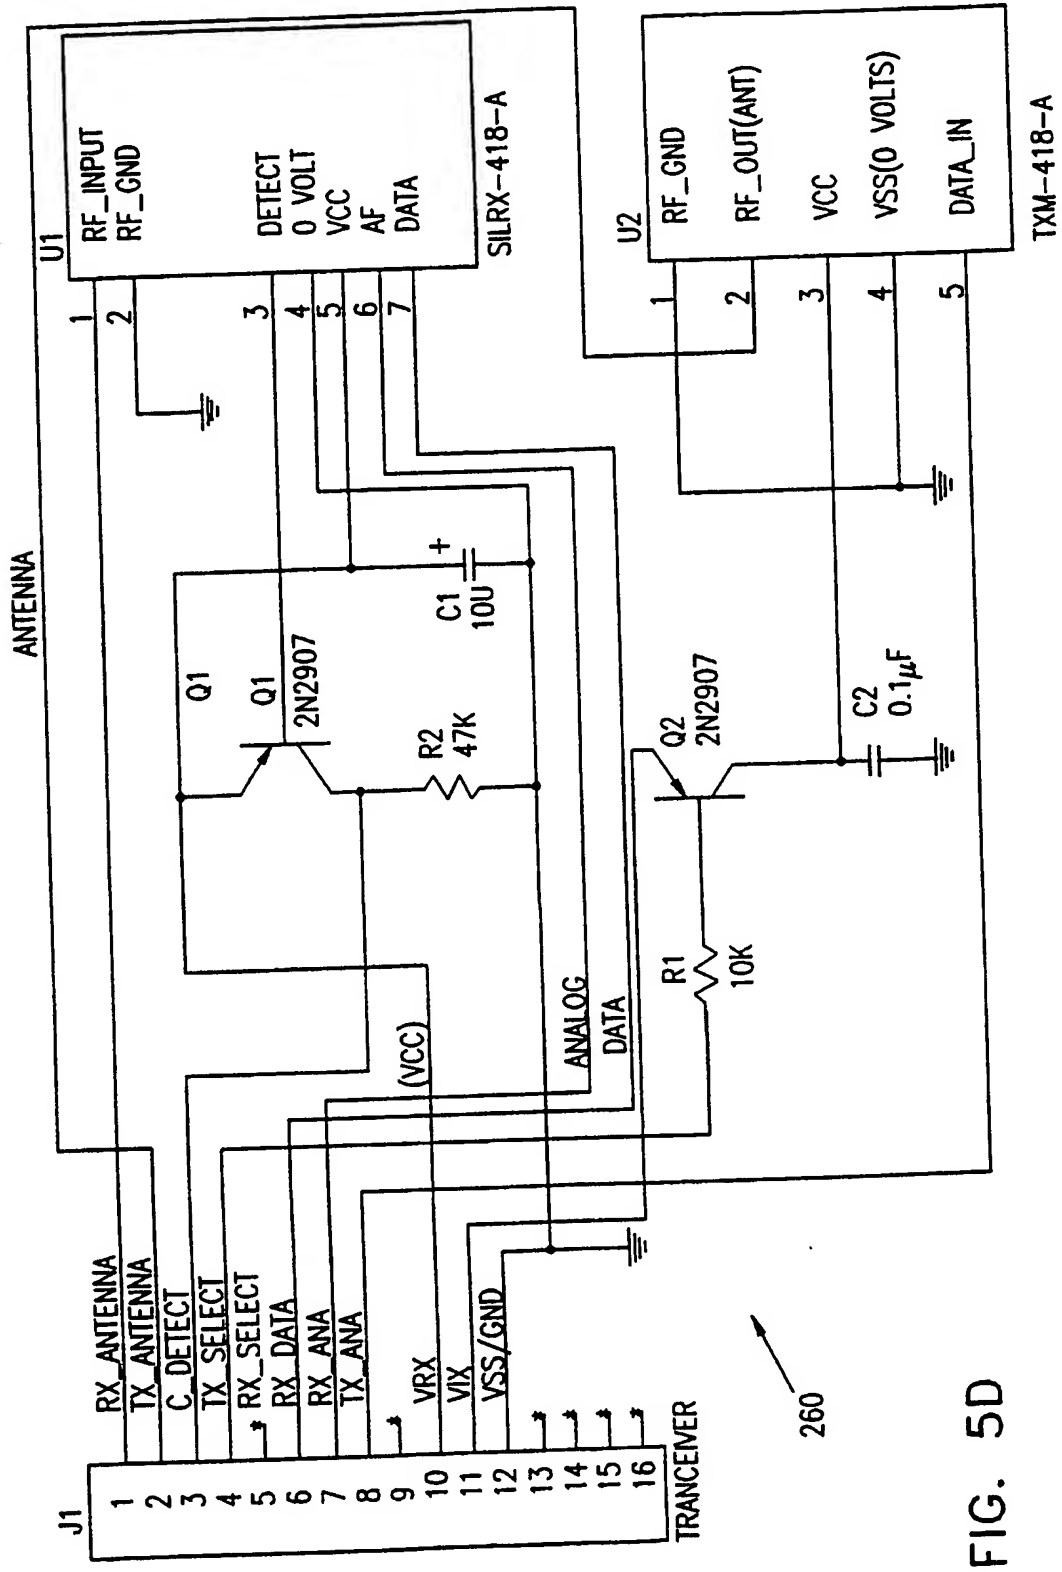 ANTENNA
U1
RF_INPUT
RF_GND
DETECT
0 VOLT
VCC
AF
DATA
1
2
3
4
5
6
7
SILRX-418-A
U2
RF_GND
RF_OUT(ANT)
VCC
VSS(0 VOLTS)
DATA_IN
1
2
3
4
5
TXM-418-A
Q1
Q1
2N2907
+
C1
10U
R2
47K
Q2
2N2907
C2
0.1µF
R1
10K
(VCC)
ANALOG
DATA
J1
1
2
3
4
5
6
7
8
9
10
11
12
13
14
15
16
RX_ANTENNA
TX_ANTENNA
C_DETECT
TX_SELECT
RX_SELECT
RX_DATA
RX_ANA
TX_ANA
VRX
VIX
VSS/GND
TRANCEIVER
260
FIG. 5D